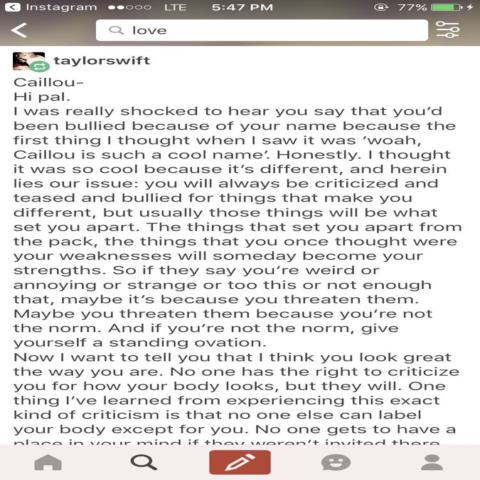 Instagram LTE 5:47 PM 77%
love
taylorswift
Caillou-
Hi pal.
I was really shocked to hear you say that you'd
been bullied because of your name because the
first thing I thought when I saw it was 'woah,
Caillou is such a cool name'. Honestly. I thought
it was so cool because it's different, and herein
lies our issue: you will always be criticized and
teased and bullied for things that make you
different, but usually those things will be what
set you apart. The things that set you apart from
the pack, the things that you once thought were
your weaknesses will someday become your
strengths. So if they say you're weird or
annoying or strange or too this or not enough
that, maybe it's because you threaten them.
Maybe you threaten them because you're not
the norm. And if you're not the norm, give
yourself a standing ovation.
Now I want to tell you that I think you look great
the way you are. No one has the right to criticize
you for how your body looks, but they will. One
thing I've learned from experiencing this exact
kind of criticism is that no one else can label
your body except for you. No one gets to have a
place in your mind if they weren't invited there